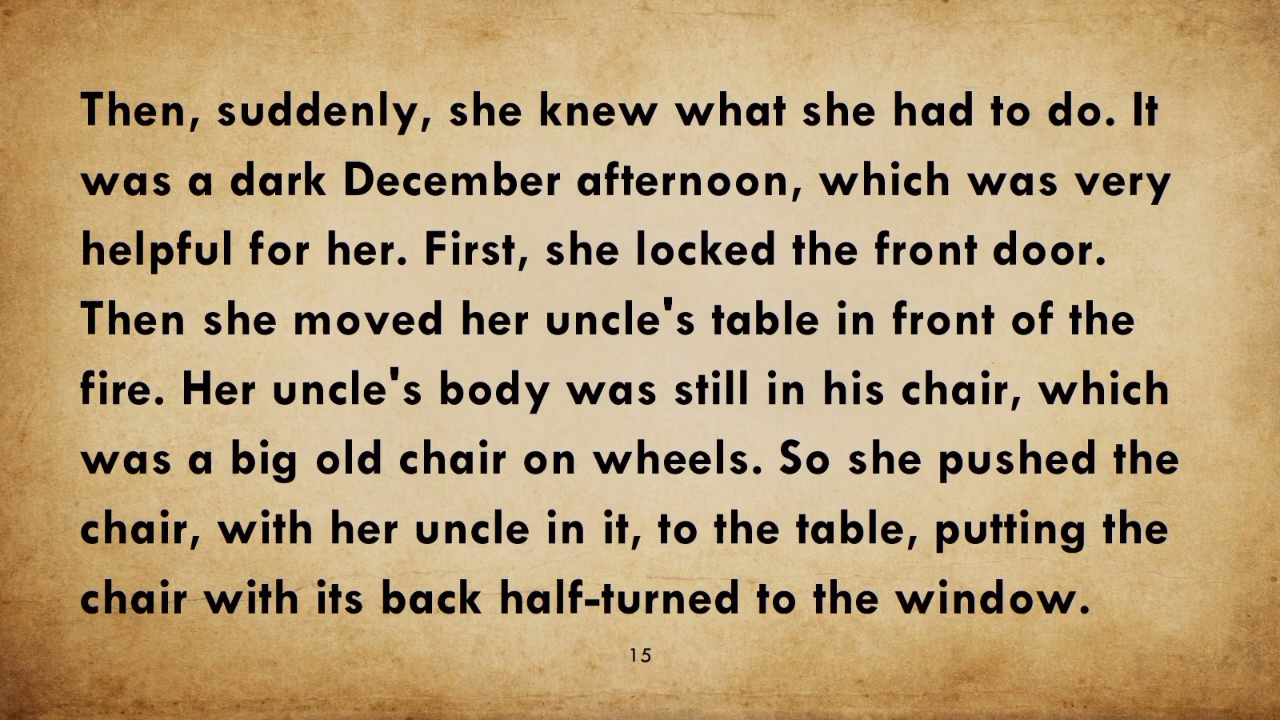 Then, suddenly, she knew what she had to do. It
was a dark December afternoon, which was very
helpful for her. First, she locked the front door.
Then she moved her uncle's table in front of the
fire. Her uncle's body was still in his chair, which
was a big old chair on wheels. So she pushed the
chair, with her uncle in it, to the table, putting the
chair with its back half-turned to the window.
15